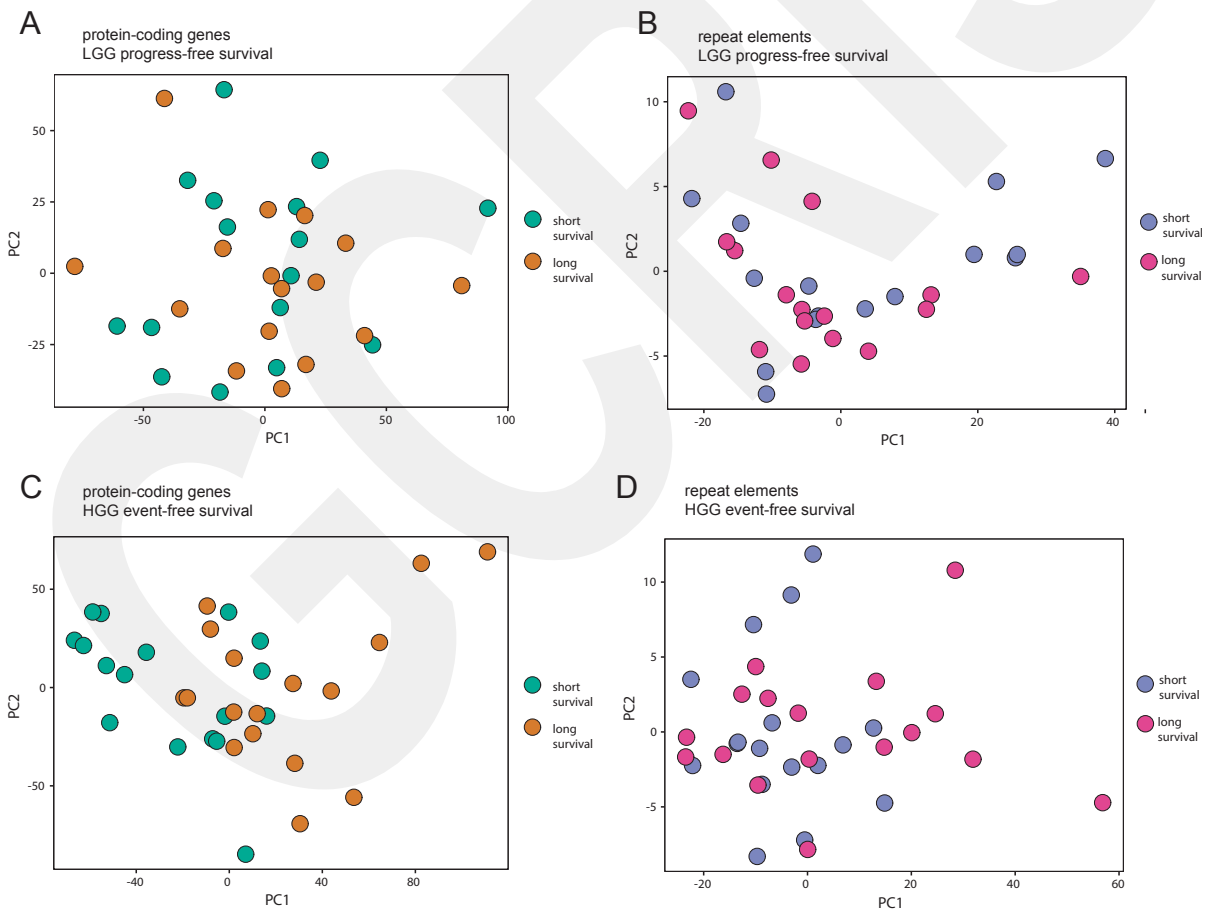 A
protein-coding genes
LGG progress-free survival
50
25
0
-25
PC2
-50
0
50
100
PC1
short
survival
long
survival
B
repeat elements
LGG progress-free survival
10
5
0
-5
PC2
-20
0
20
40
PC1
short
survival
long
survival
C
protein-coding genes
HGG event-free survival
50
0
-50
PC2
-40
0
40
80
PC1
short
survival
long
survival
D
repeat elements
HGG event-free survival
10
5
0
-5
PC2
-20
0
20
40
60
PC1
short
survival
long
survival